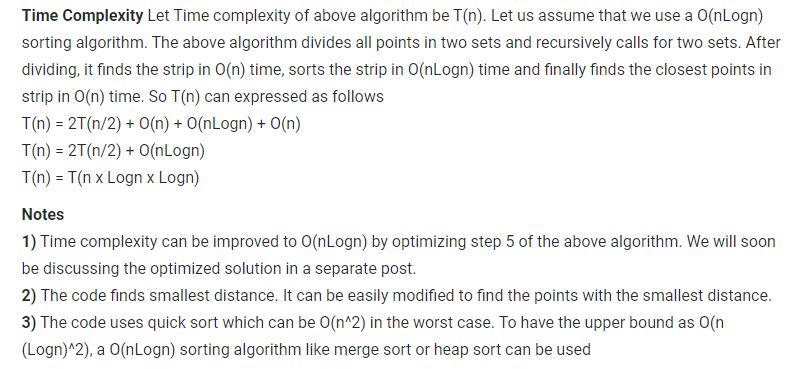 Time Complexity Let Time complexity of above algorithm be T(n). Let us assume that we use a O(nLogn)
sorting algorithm. The above algorithm divides all points in two sets and recursively calls for two sets. After
dividing, it finds the strip in O(n) time, sorts the strip in O(nLogn) time and finally finds the closest points in
strip in O(n) time. So T(n) can expressed as follows
T(n) = 2T(n/2) + O(n) + O(nLogn) + O(n)
T(n) = 2T(n/2) + O(nLogn)
T(n) = T(n x Logn x Logn)
Notes
1) Time complexity can be improved to O(nLogn) by optimizing step 5 of the above algorithm. We will soon
be discussing the optimized solution in a separate post.
2) The code finds smallest distance. It can be easily modified to find the points with the smallest distance.
3) The code uses quick sort which can be O(n^2) in the worst case. To have the upper bound as O(n
(Logn)^2), a O(nLogn) sorting algorithm like merge sort or heap sort can be used